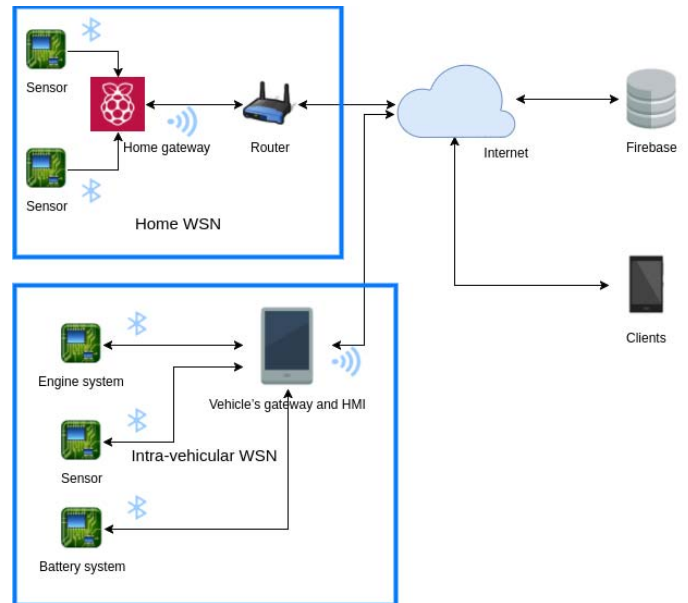 Sensor
Home gateway
Router
Internet
Firebase
Sensor
Home WSN
Clients
Engine system
Vehicle's gateway and HMI
Intra-vehicular WSN
Sensor
Battery system